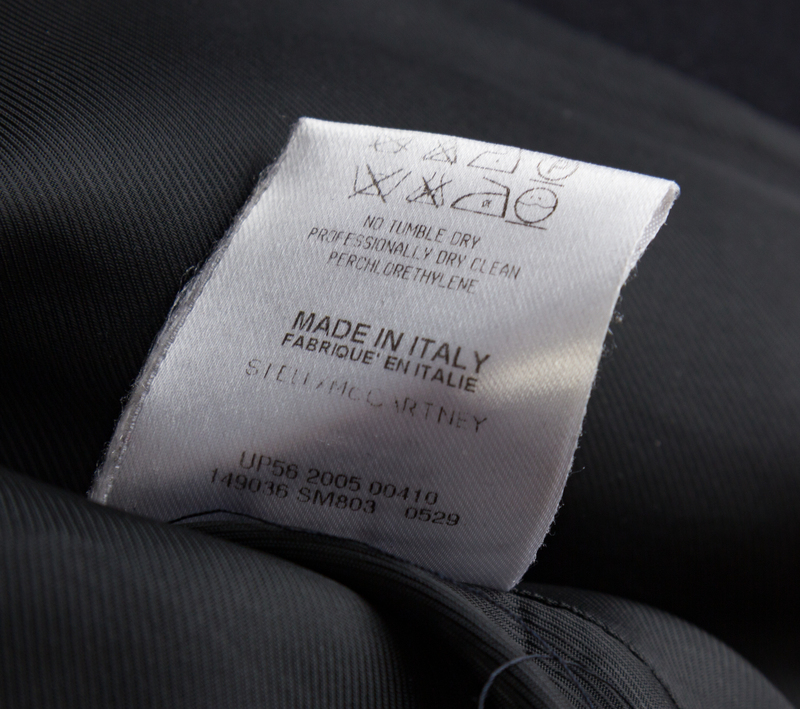 NO TUMBLE DRY
PROFESSIONALLY DRY CLEAN
PERCHLORETHYLENE
MADE IN ITALY
FABRIQUE' EN ITALIE
STELLA McCARTNEY
UP56 2005 00410
149036 SM803 0529